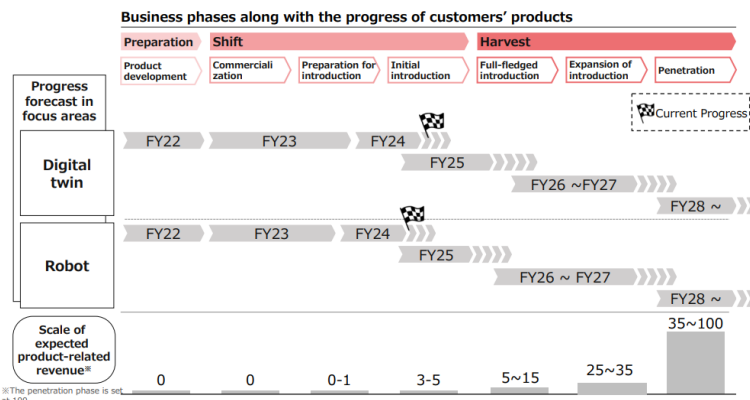 Business phases along with the progress of customers’ products
Preparation
Shift
Harvest
Product
development
Commerciali
zation
Preparation for
introduction
Initial
introduction
Full-fledged
introduction
Expansion of
introduction
Penetration
Progress
forecast in
focus areas
Current Progress
Digital
twin
FY22
FY23
FY24
FY25
FY26 ~FY27
FY28 ~
Robot
FY22
FY23
FY24
FY25
FY26 ~ FY27
FY28 ~
Scale of
expected
product-related
revenue※
0
0
0-1
3-5
5~15
25~35
35~100
※The penetration phase is set